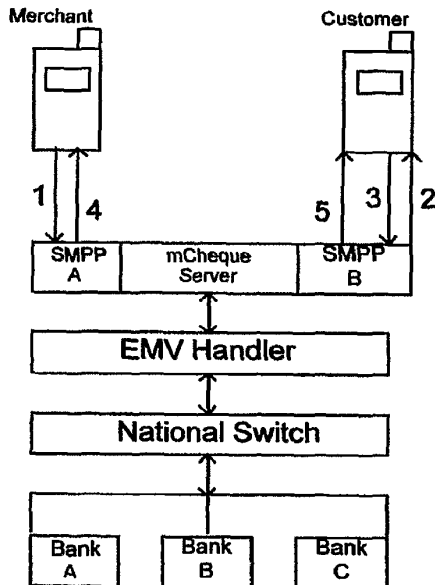 Merchant
Customer
1
4
5
3
2
SMPP
A
mCheque
Server
SMPP
B
EMV Handler
National Switch
Bank
A
Bank
B
Bank
C